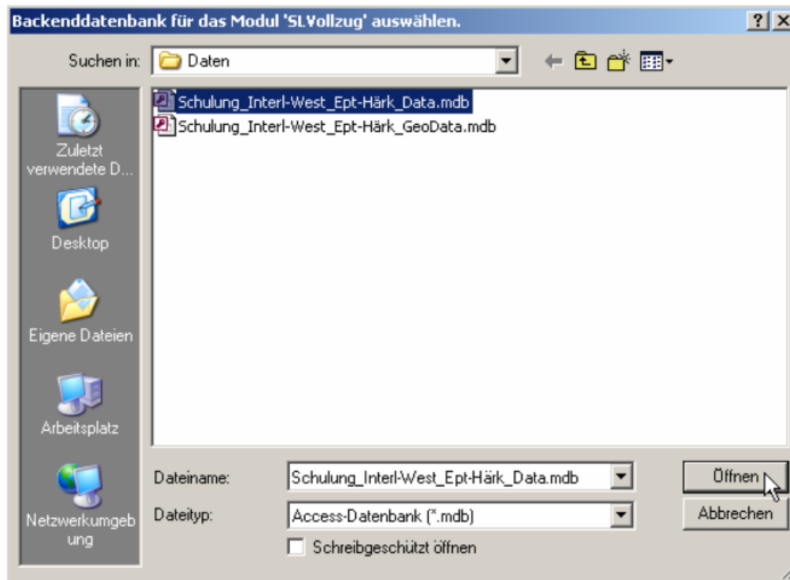 Backenddatenbank für das Modul 'SLVollzug' auswählen.
Suchen in:
Daten
Schulung_Interl-West_Ept-Härk_Data.mdb
Schulung_Interl-West_Ept-Härk_GeoData.mdb
Zuletzt
verwendete D...
Desktop
Eigene Dateien
Arbeitsplatz
Netzwerkumgeb
ung
Dateiname:
Schulung_Interl-West_Ept-Härk_Data.mdb
Öffnen
Dateityp:
Access-Datenbank (*.mdb)
Abbrechen
Schreibgeschützt öffnen